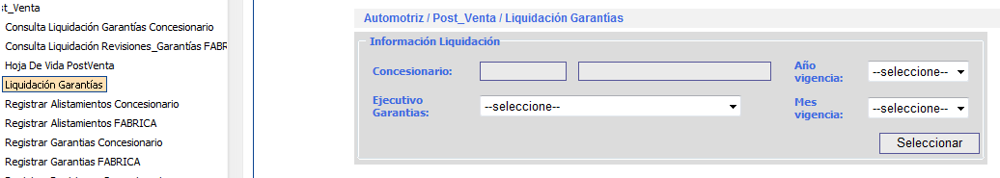 st_Venta
Consulta Liquidación Garantías Concesionario
Consulta Liquidación Revisiones_Garantías FABR
Hoja De Vida PostVenta
Liquidación Garantías
Registrar Alistamientos Concesionario
Registrar Alistamientos FABRICA
Registrar Garantias Concesionario
Registrar Garantias FABRICA
Automotriz / Post_Venta / Liquidación Garantías
Información Liquidación
Concesionario:
Año vigencia:
--seleccione--
Ejecutivo Garantias:
--seleccione--
Mes vigencia:
--seleccione--
Seleccionar